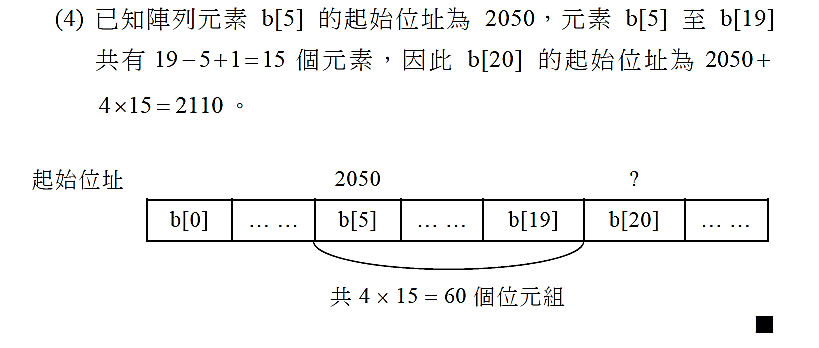 (4) 已知陣列元素 b[5] 的起始位址為 2050，元素 b[5] 至 b[19]
共有 19−5+1=15 個元素，因此 b[20] 的起始位址為 2050+
4×15=2110。
起始位址 2050 ?
b[0] … … b[5] … … b[19] b[20] … …
共 4 × 15 = 60 個位元組
■